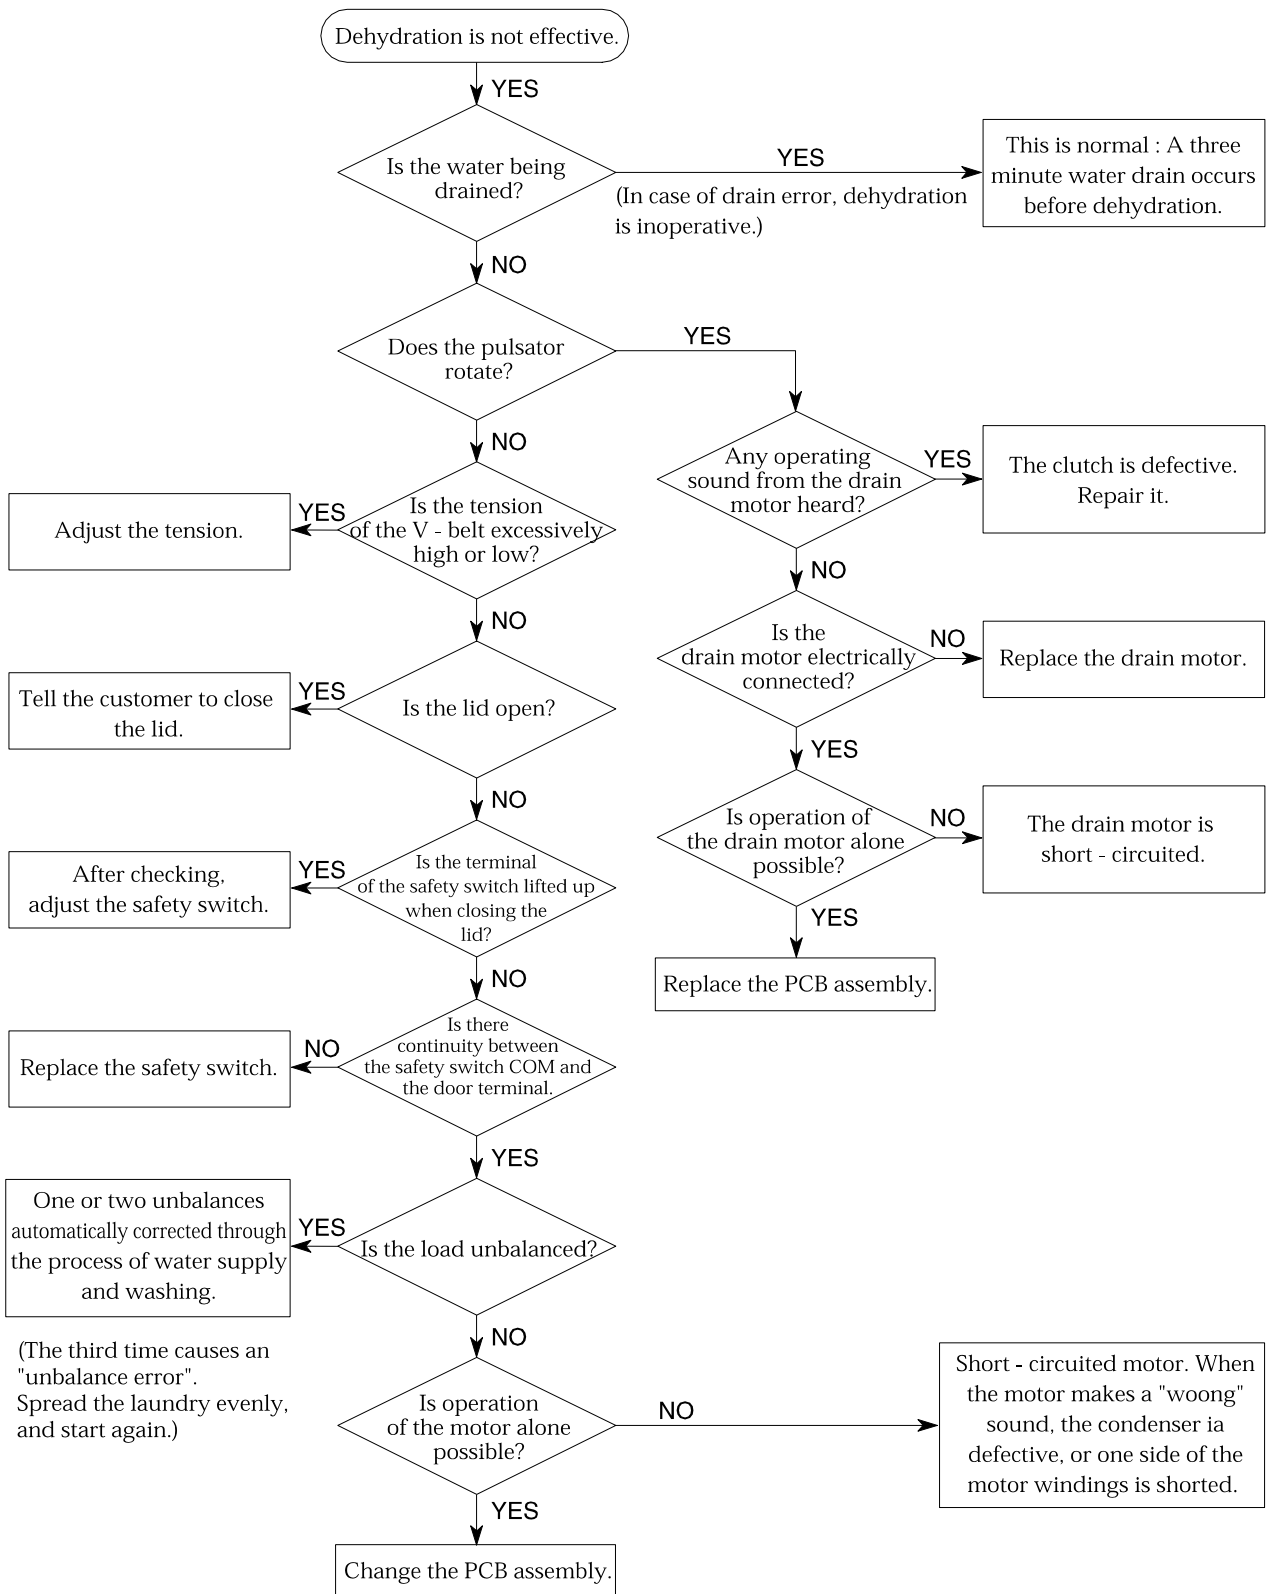 Dehydration is not effective.
YES
Is the water being
drained?
YES
(In case of drain error, dehydration
is inoperative.)
This is normal : A three
minute water drain occurs
before dehydration.
NO
Does the pulsator
rotate?
YES
Any operating
sound from the drain
motor heard?
YES
The clutch is defective.
Repair it.
NO
Is the
drain motor electrically
connected?
NO
Replace the drain motor.
YES
Is operation of
the drain motor alone
possible?
NO
The drain motor is
short - circuited.
YES
Replace the PCB assembly.
NO
Is the tension
of the V - belt excessively
high or low?
YES
Adjust the tension.
NO
Is the lid open?
YES
Tell the customer to close
the lid.
NO
Is the terminal
of the safety switch lifted up
when closing the
lid?
YES
After checking,
adjust the safety switch.
NO
Is there
continuity between
the safety switch COM and
the door terminal.
NO
Replace the safety switch.
YES
Is the load unbalanced?
YES
One or two unbalances
automatically corrected through
the process of water supply
and washing.
(The third time causes an
"unbalance error".
Spread the laundry evenly,
and start again.)
NO
Is operation
of the motor alone
possible?
NO
Short - circuited motor. When
the motor makes a "woong"
sound, the condenser ia
defective, or one side of the
motor windings is shorted.
YES
Change the PCB assembly.